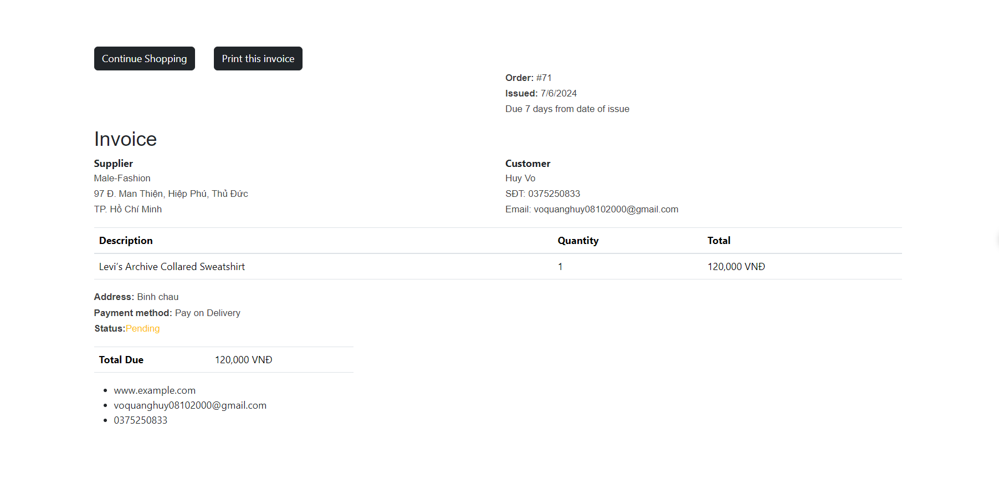 Continue Shopping
Print this invoice
Order: #71
Issued: 7/6/2024
Due 7 days from date of issue
Invoice
Supplier
Male-Fashion
97 Đ. Man Thiện, Hiệp Phú, Thủ Đức
TP. Hồ Chí Minh
Customer
Huy Vo
SĐT: 0375250833
Email: voquanghuy08102000@gmail.com
Description Quantity Total
Levi’s Archive Collared Sweatshirt 1 120,000 VNĐ
Address: Binh chau
Payment method: Pay on Delivery
Status:Pending
Total Due 120,000 VNĐ
www.example.com
voquanghuy08102000@gmail.com
0375250833